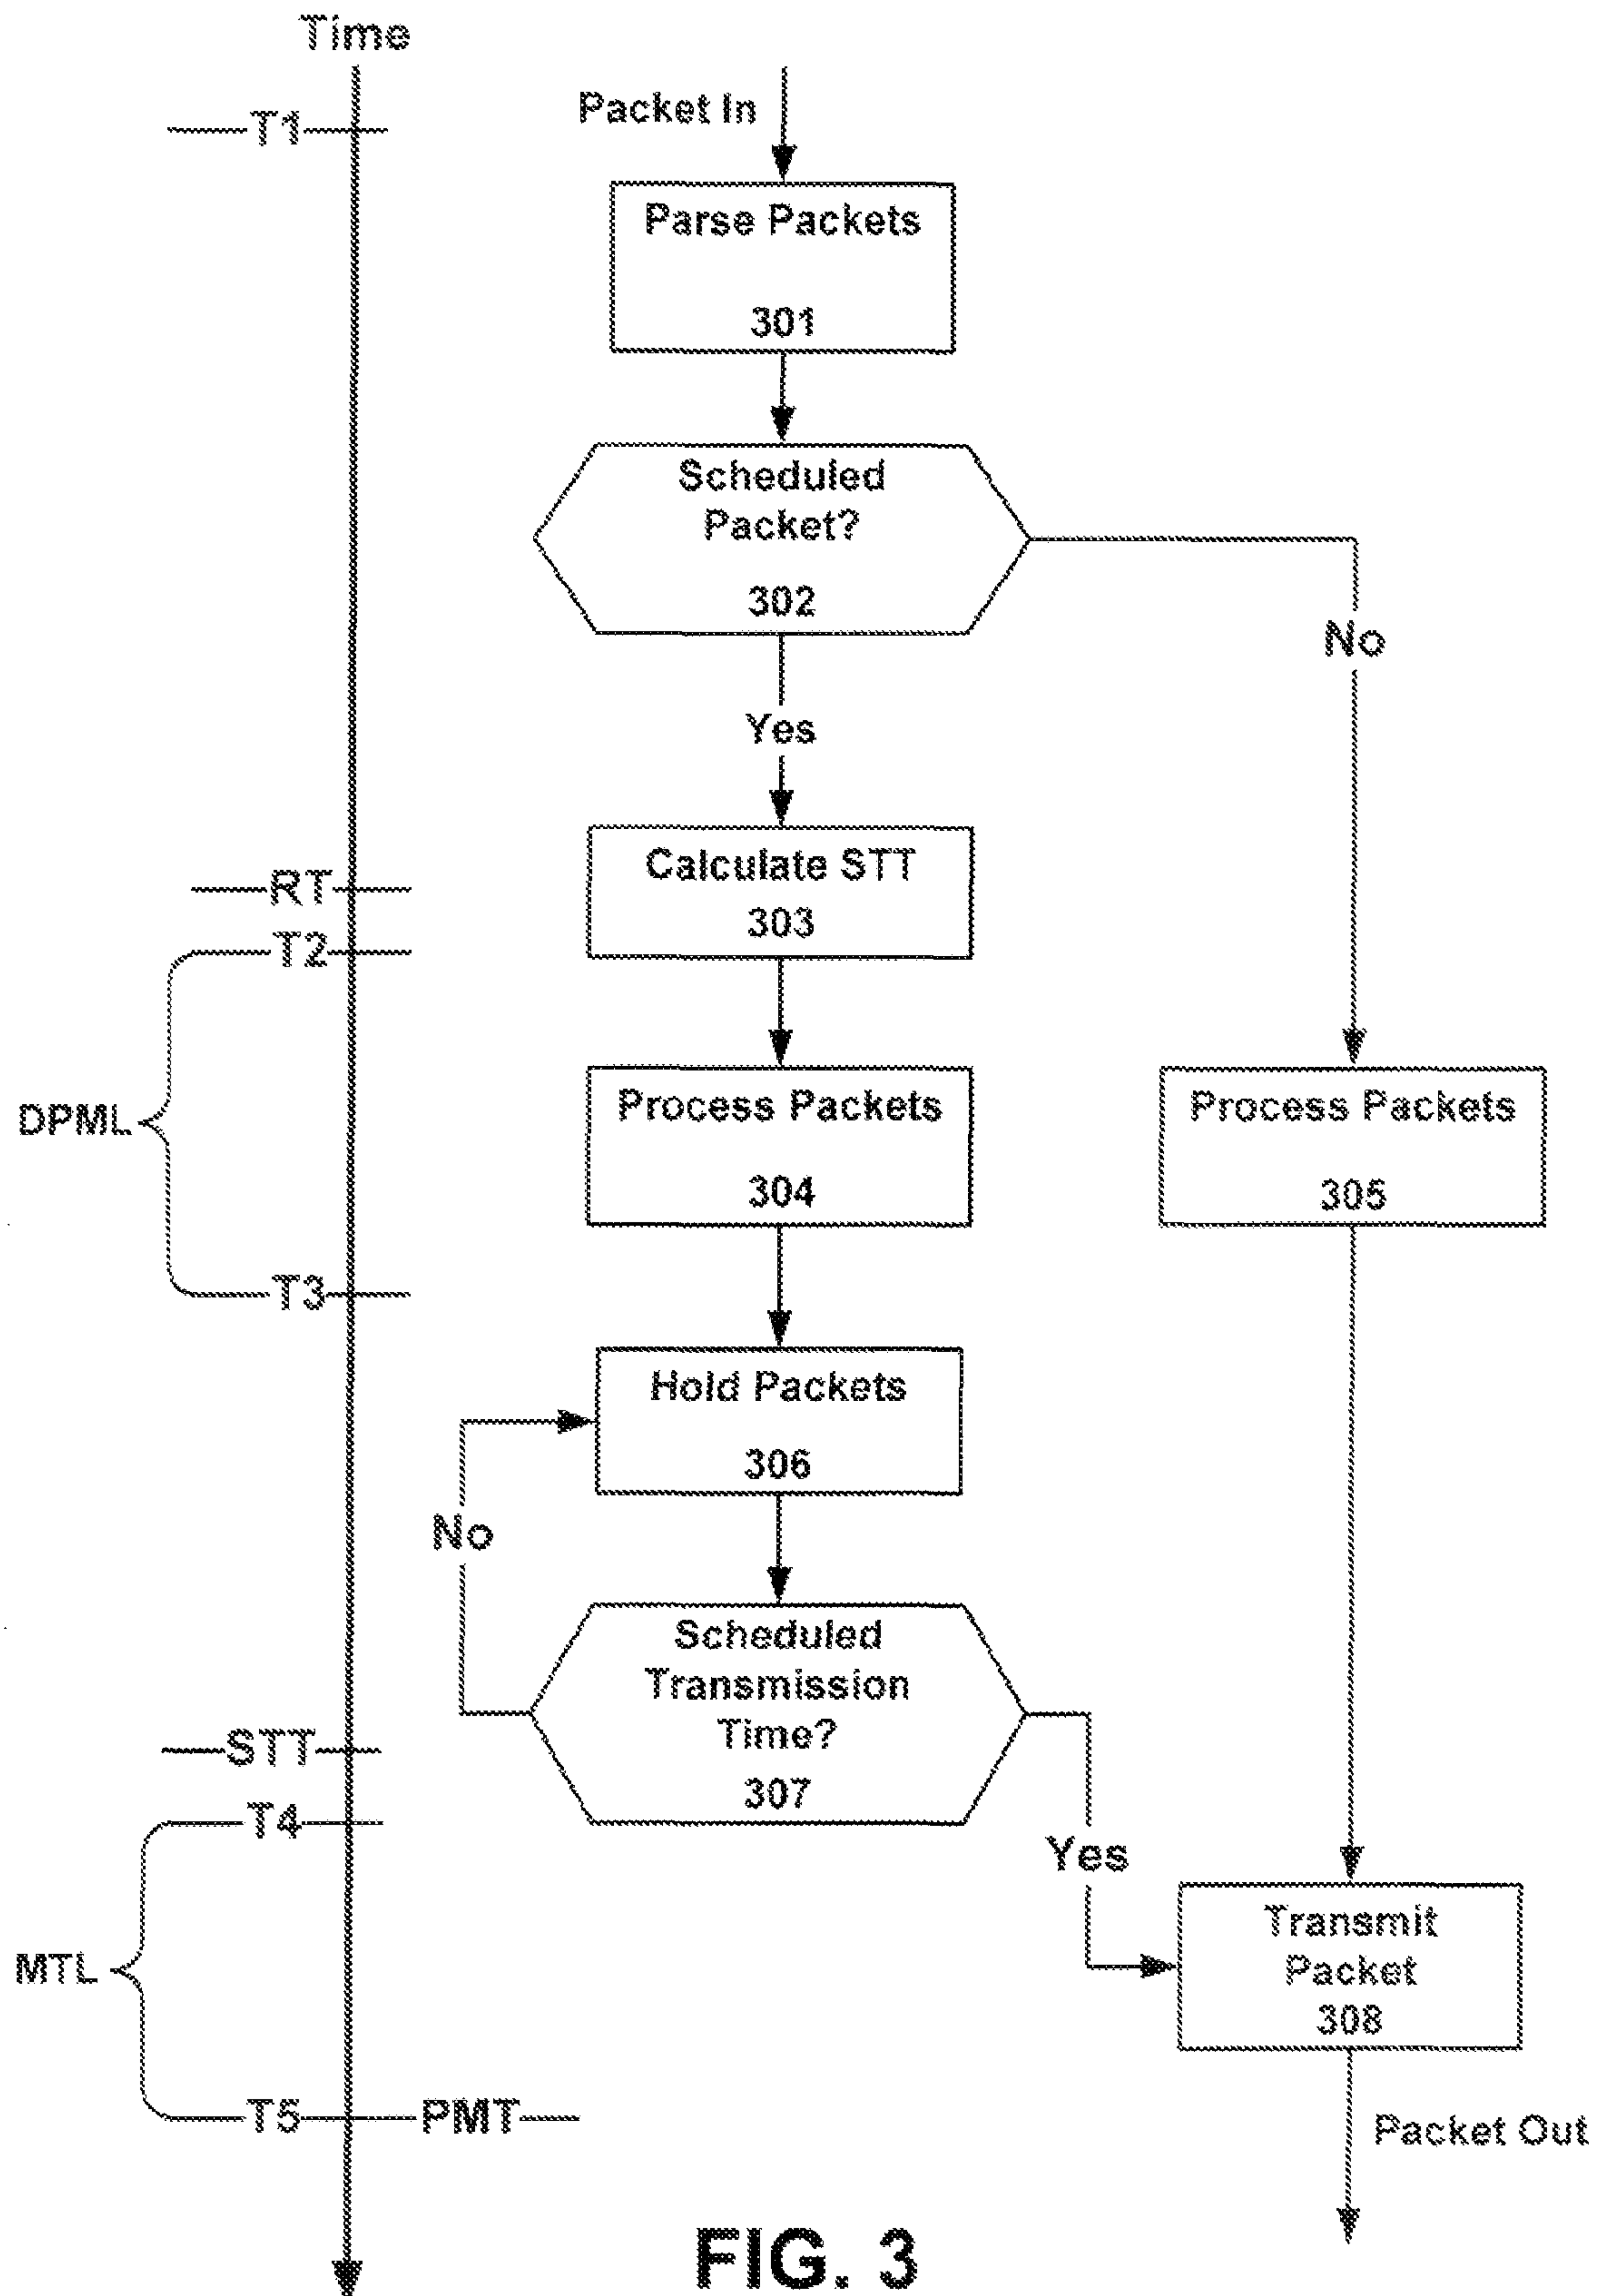 Time
T1
Packet In
Parse Packets
301
Scheduled
Packet?
302
No
Yes
Calculate STT
303
RT
T2
DPML
Process Packets
304
Process Packets
305
T3
Hold Packets
306
No
Scheduled
Transmission
Time?
307
STT
T4
Yes
Transmit
Packet
308
MTL
T5
PMT
Packet Out
FIG. 3